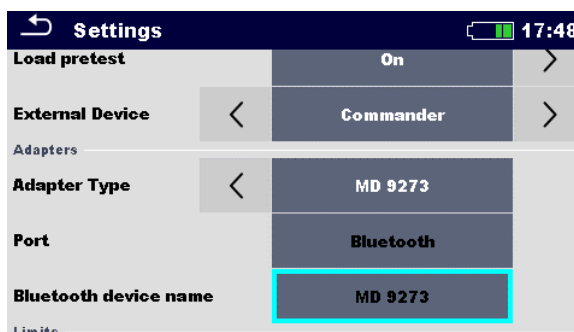 Settings 17:48
Load pretest On
External Device Commander
Adapters
Adapter Type MD 9273
Port Bluetooth
Bluetooth device name MD 9273
Limits